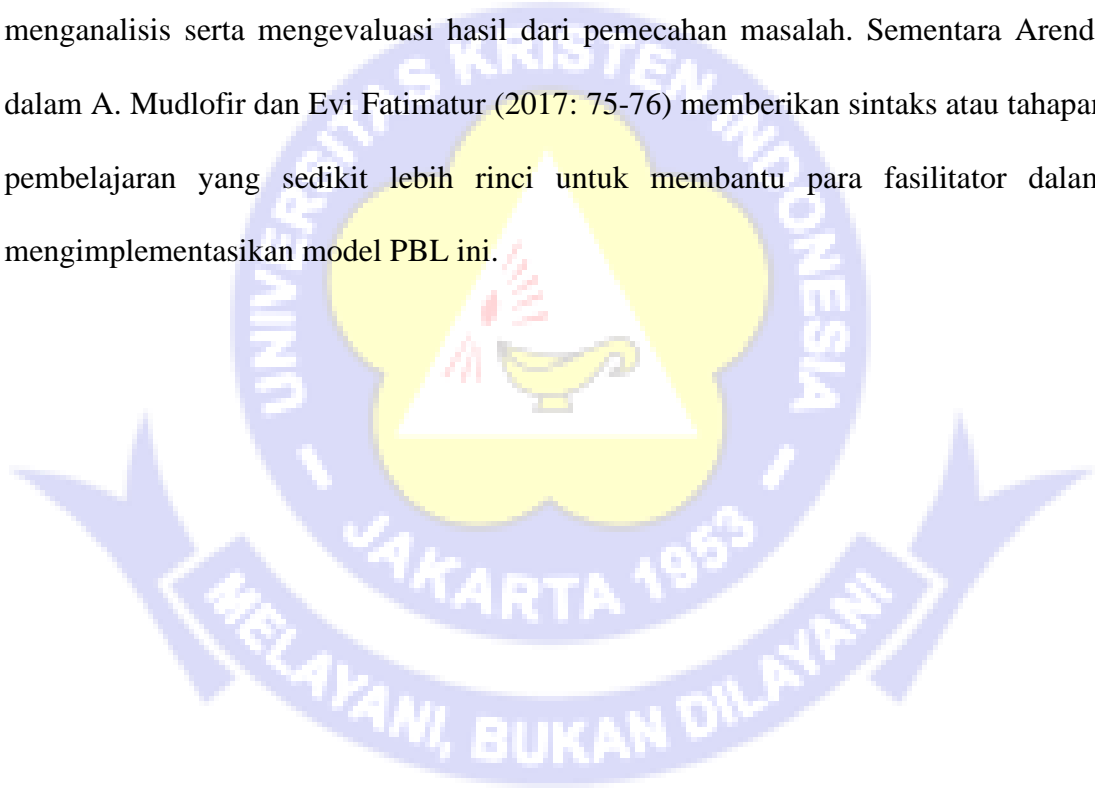 menganalisis serta mengevaluasi hasil dari pemecahan masalah. Sementara Arend
dalam A. Mudlofir dan Evi Fatimatur (2017: 75-76) memberikan sintaks atau tahapan
pembelajaran yang sedikit lebih rinci untuk membantu para fasilitator dalam
mengimplementasikan model PBL ini.
UNIVERSITAS KRISTEN INDONESIA
- JAKARTA 1953 -
MELAYANI, BUKAN DILAYANI